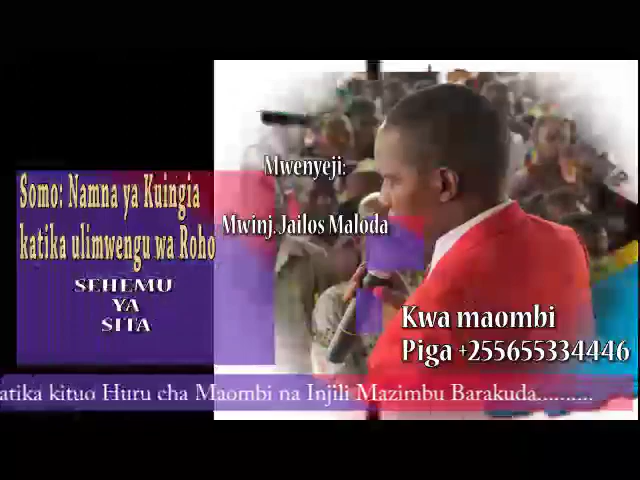 Somo: Namna ya Kuingia
katika ulimwengu wa Roho
SEHEMU
YA
SITA
Mwenyeji:
Mwinj. Jailos Maloda
Kwa maombi
Piga +255655334446
atika kituo Huru cha Maombi na Injili Mazimbu Barakuda..........